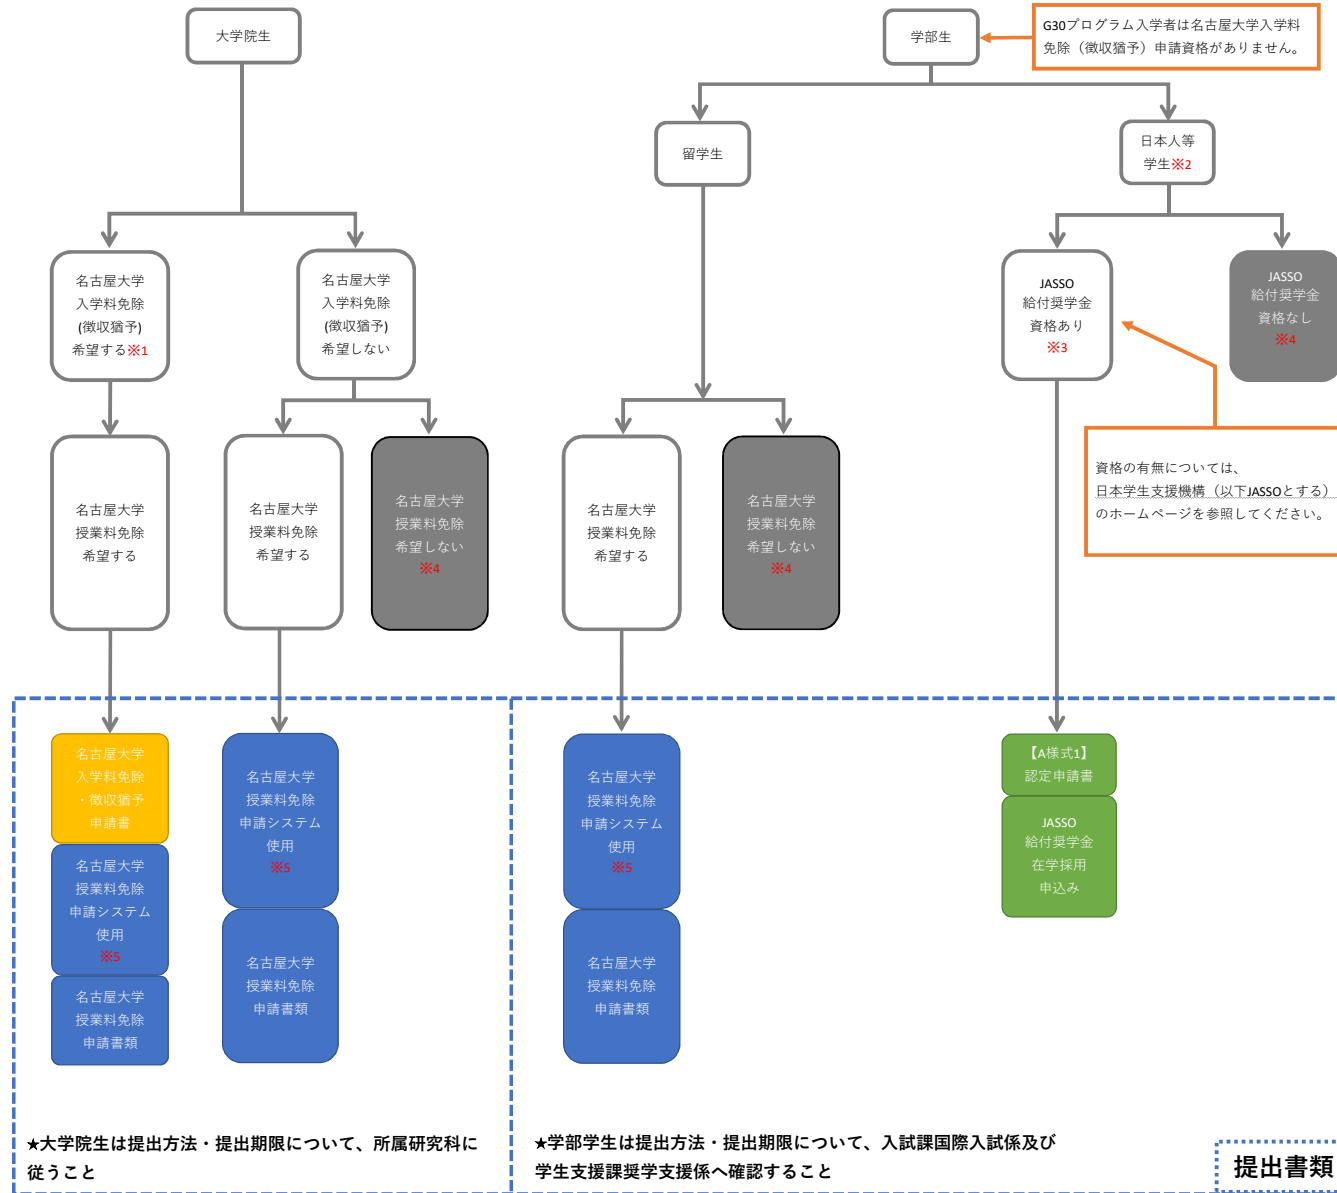 大学院生
学部生
G30プログラム入学者は名古屋大学入学料
免除（徴収猶予）申請資格がありません。
留学生
日本人等
学生※2
名古屋大学
入学料免除
(徴収猶予)
希望する※1
名古屋大学
入学料免除
(徴収猶予)
希望しない
JASSO
給付奨学金
資格あり
※3
JASSO
給付奨学金
資格なし
※4
名古屋大学
授業料免除
希望する
名古屋大学
授業料免除
希望する
名古屋大学
授業料免除
希望しない
※4
名古屋大学
授業料免除
希望する
名古屋大学
授業料免除
希望しない
※4
資格の有無については、
日本学生支援機構（以下JASSOとする）
のホームページを参照してください。
名古屋大学
入学料免除
・徴収猶予
申請書
名古屋大学
授業料免除
申請システム
使用
※5
名古屋大学
授業料免除
申請書類
名古屋大学
授業料免除
申請システム
使用
※5
名古屋大学
授業料免除
申請書類
名古屋大学
授業料免除
申請システム
使用
※5
名古屋大学
授業料免除
申請書類
【A様式1】
認定申請書
JASSO
給付奨学金
在学採用
申込み
★大学院生は提出方法・提出期限について、所属研究科に
従うこと
★学部学生は提出方法・提出期限について、入試課国際入試係及び
学生支援課奨学支援係へ確認すること
提出書類